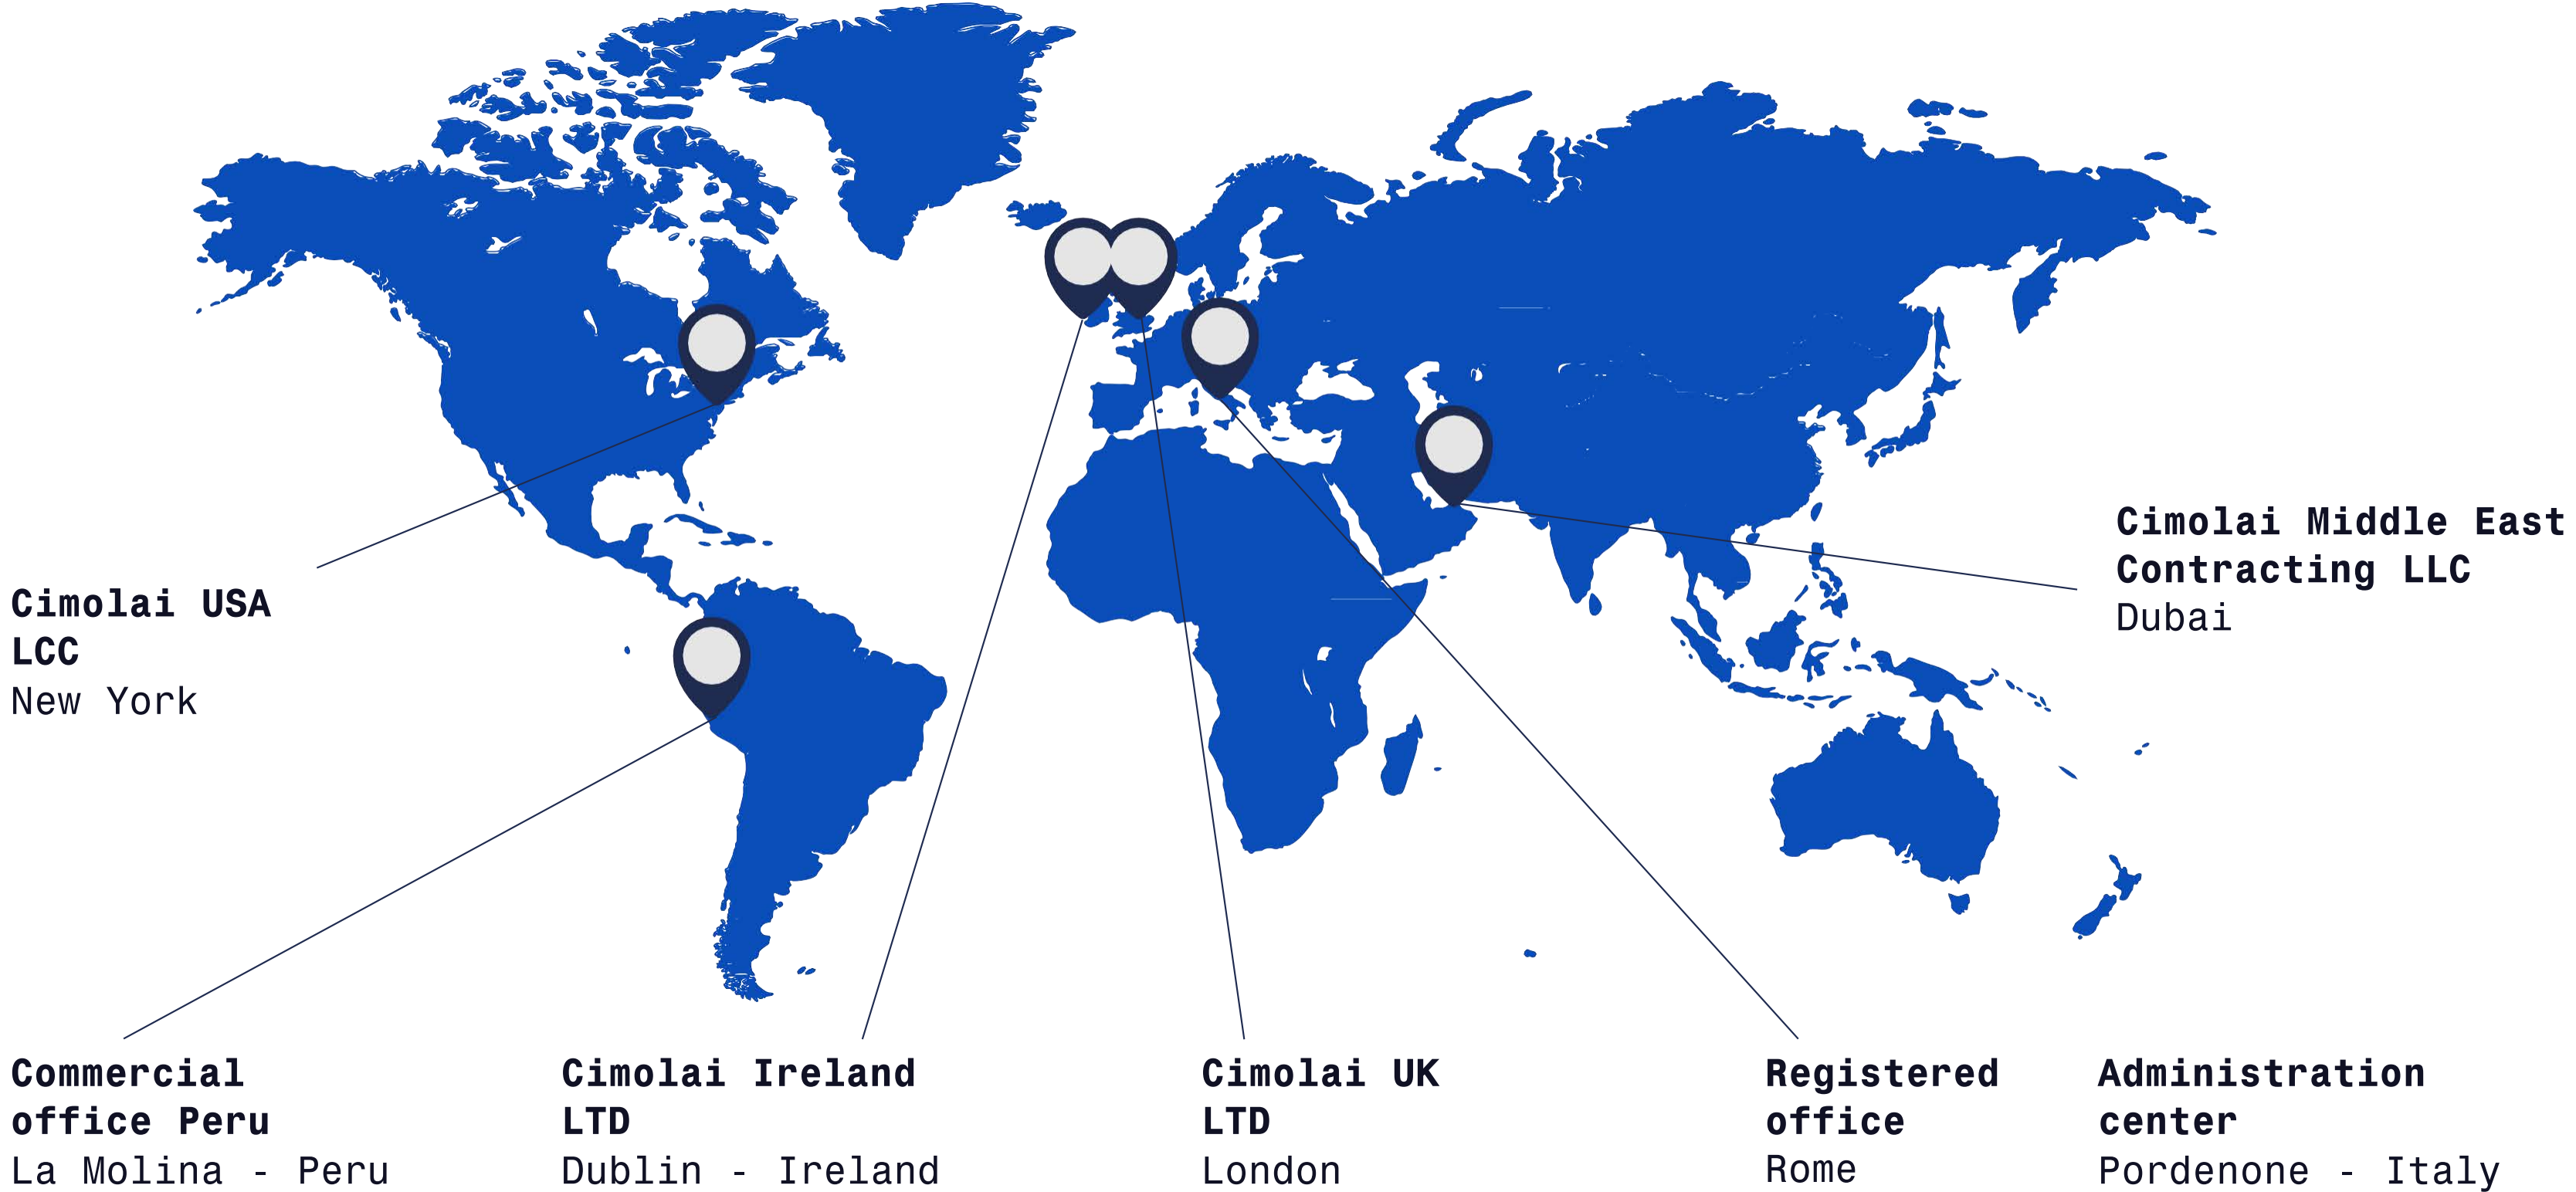 Cimolai USA
LCC
New York
Cimolai Middle East
Contracting LLC
Dubai
Commercial
office Peru
La Molina - Peru
Cimolai Ireland
LTD
Dublin - Ireland
Cimolai UK
LTD
London
Registered
office
Rome
Administration
center
Pordenone - Italy